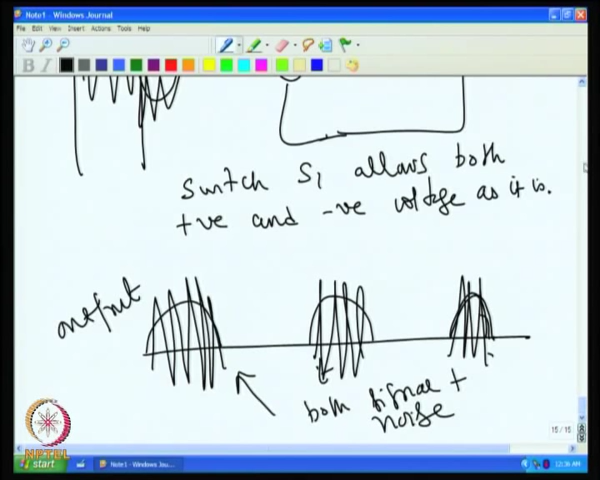 Note1 - Windows Journal
File Edit View Insert Actions Tools Help
B I
Switch S1 allows both
+ve and -ve voltage as it is.
output
both signal +
noise
15/15
NPTEL
start
Note1 - Windows Jou...
12:36 AM